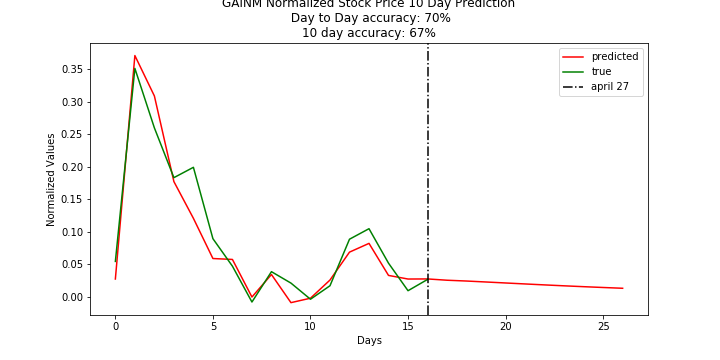 GAINM Normalized Stock Price 10 Day Prediction
Day to Day accuracy: 70%
10 day accuracy: 67%
predicted
true
april 27
Normalized Values
0.35
0.30
0.25
0.20
0.15
0.10
0.05
0.00
0
5
10
15
20
25
Days